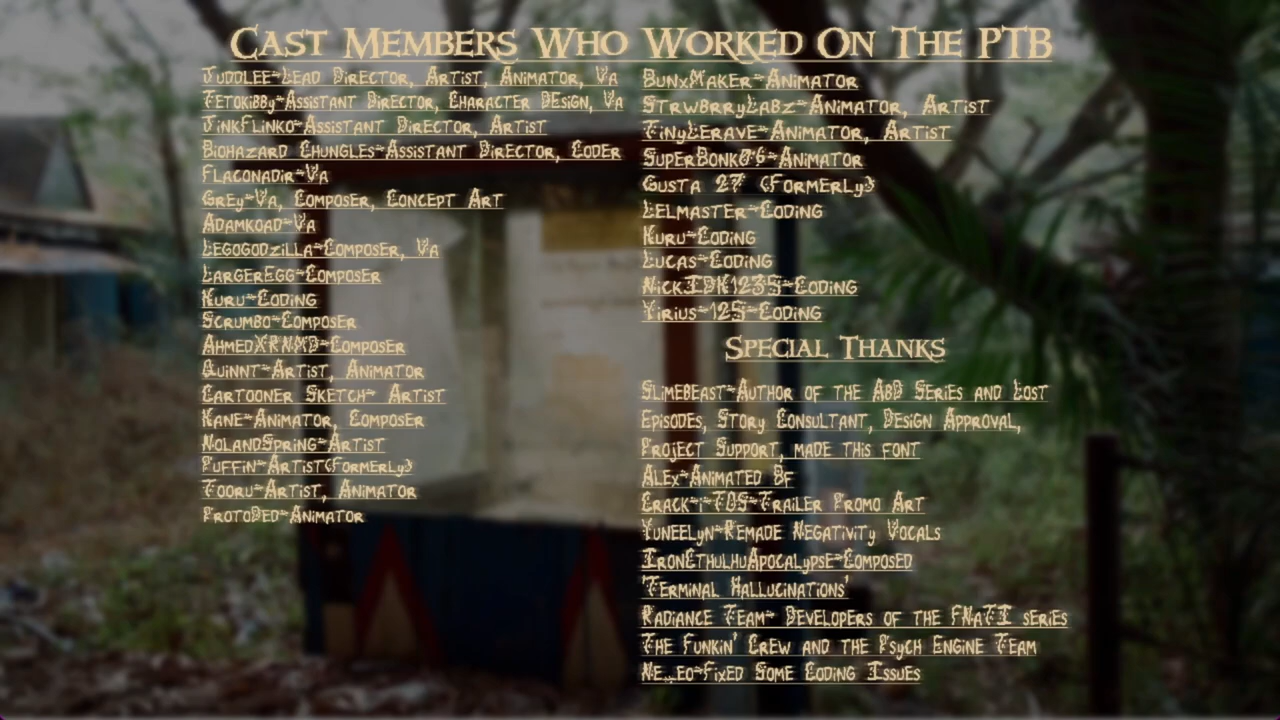 Cast Members Who Worked On The PTB
Juddlee~Lead Director, Artist, Animator, Va
Tetokibby~Assistant Director, Character Design, Va
JinkFlinko~Assistant Director, Artist
Biohazard Chungles~Assistant Director, Coder
Flaconadir~Va
Grey~Va, Composer, Concept Art
Adamkoad~Va
Legogodzilla~Composer, Va
LargerEgg~Composer
Kuru~Coding
Scrumbo~Composer
AhmedXRNMD~Composer
Quinnt~Artist, Animator
Cartooner Sketch~ Artist
Kane~Animator, Composer
NolandSpring~Artist
Puffin~Artist(Formerly)
Tooru~Artist, Animator
ProtoDed~Animator
BunxMaker~Animator
StrwbrryLabz~Animator, Artist
TinyLerave~Animator, Artist
SuperBonk06~Animator
Gusta 27 (Formerly)
Lelmaster~Coding
Kuru~Coding
Lucas~Coding
NickIDK1235~Coding
Yirius~125~Coding
Special Thanks
Slimebeast~Author of the AbD Series and Lost
Episodes, Story Consultant, Design Approval,
Project Support, made this font
Alex~Animated Bf
Crack~i~TOS~Trailer Promo Art
Yuneelyn~Remade Negativity Vocals
IronCthulhuApocalypse~Composed
'Terminal Hallucinations'
Radiance Team~ Developers of the FNaTI series
The Funkin' Crew and the Psych Engine Team
Ne_eo~Fixed Some Coding Issues